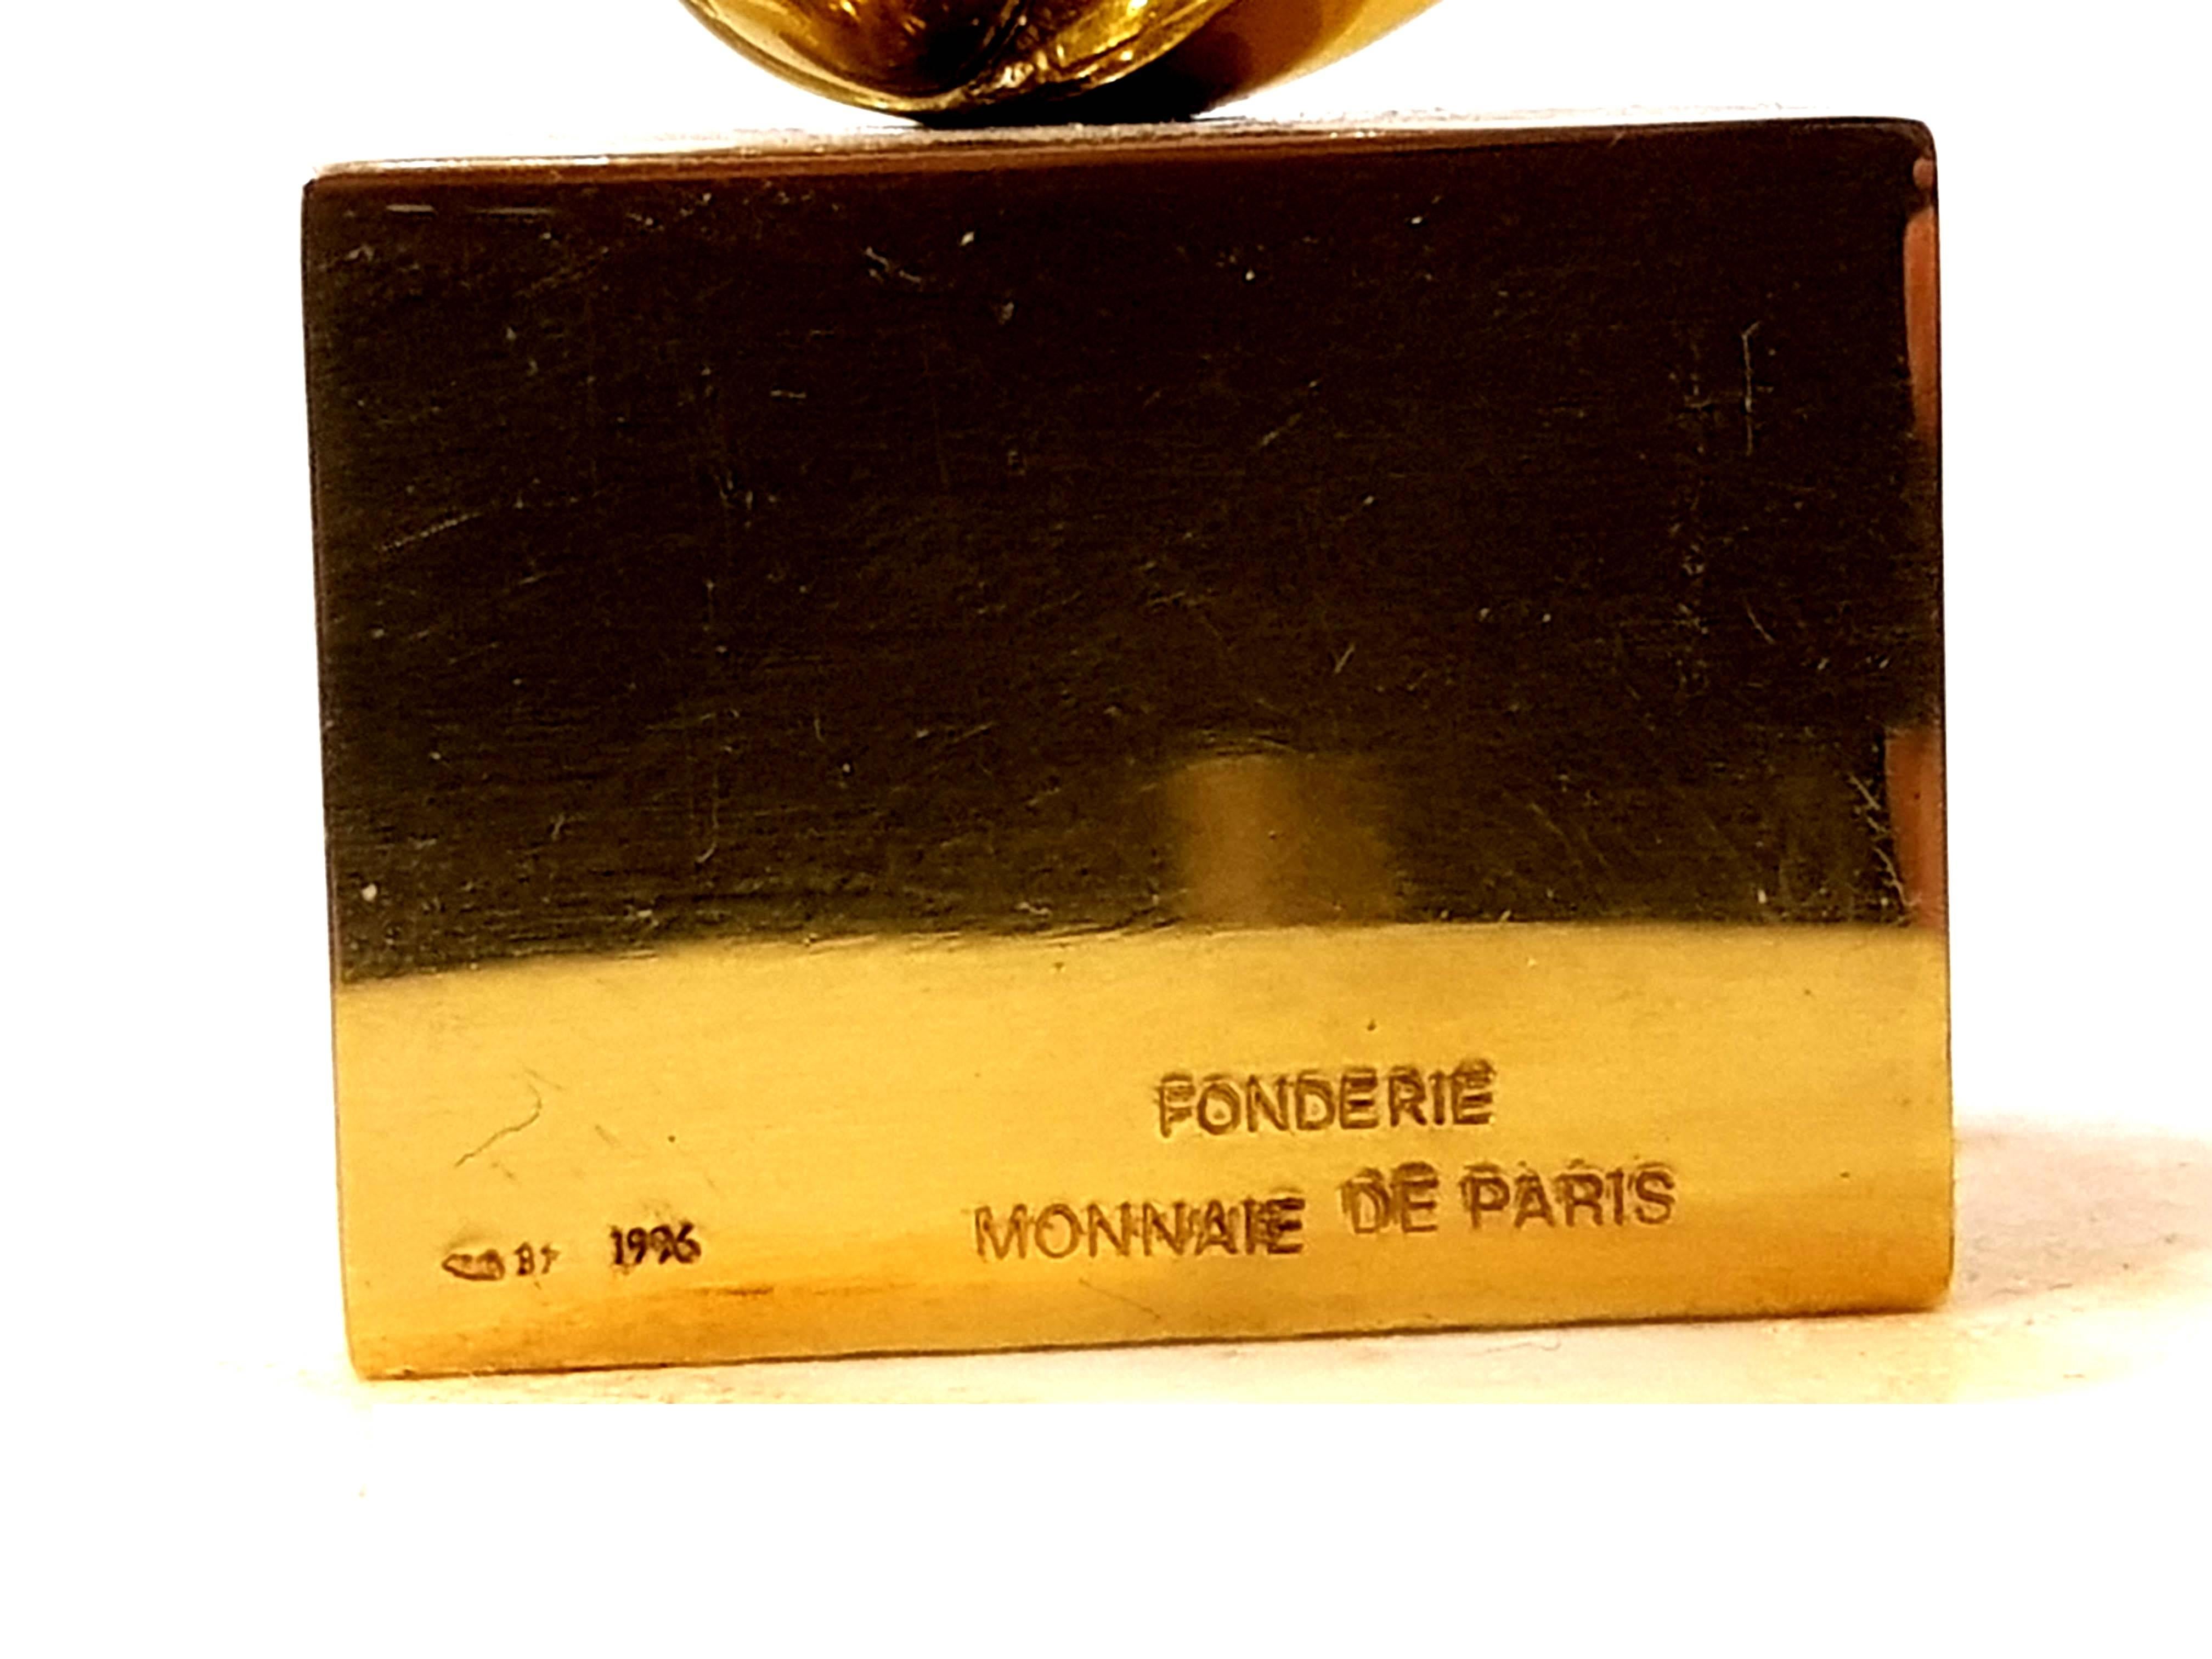 FONDERIE
MONNAIE DE PARIS
1996